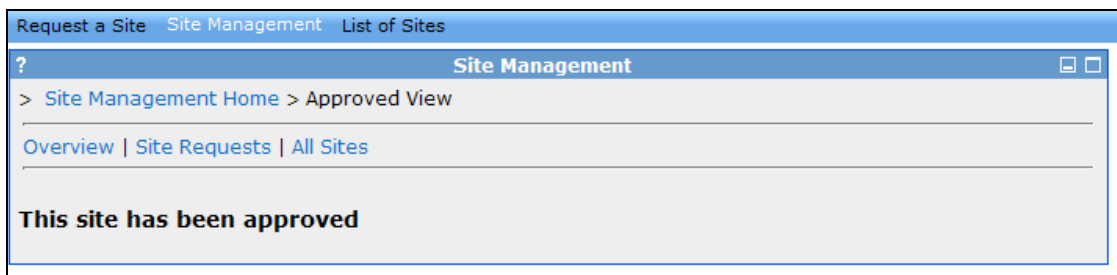 Request a Site Site Management List of Sites
? Site Management
> Site Management Home > Approved View
Overview | Site Requests | All Sites
This site has been approved